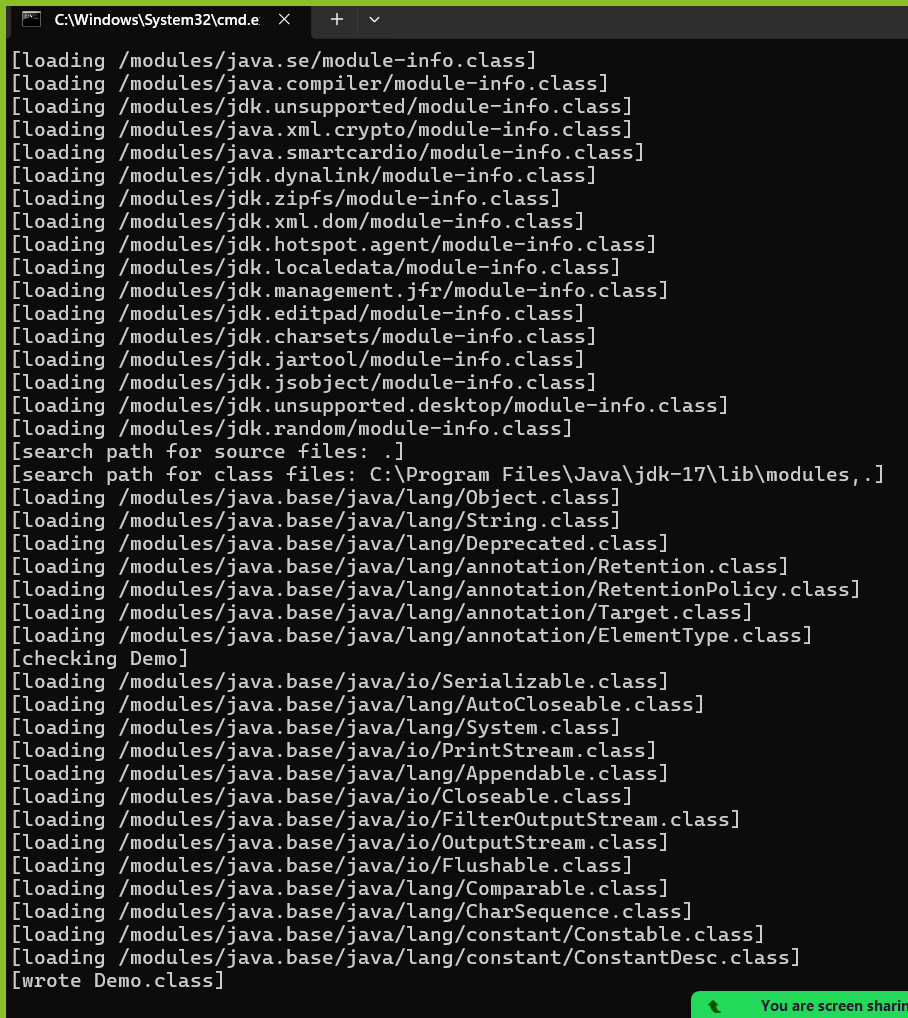 C:\Windows\System32\cmd.e
[loading /modules/java.se/module-info.class]
[loading /modules/java.compiler/module-info.class]
[loading /modules/jdk.unsupported/module-info.class]
[loading /modules/java.xml.crypto/module-info.class]
[loading /modules/java.smartcardio/module-info.class]
[loading /modules/jdk.dynalink/module-info.class]
[loading /modules/jdk.zipfs/module-info.class]
[loading /modules/jdk.xml.dom/module-info.class]
[loading /modules/jdk.hotspot.agent/module-info.class]
[loading /modules/jdk.localedata/module-info.class]
[loading /modules/jdk.management.jfr/module-info.class]
[loading /modules/jdk.editpad/module-info.class]
[loading /modules/jdk.charsets/module-info.class]
[loading /modules/jdk.jartool/module-info.class]
[loading /modules/jdk.jsobject/module-info.class]
[loading /modules/jdk.unsupported.desktop/module-info.class]
[loading /modules/jdk.random/module-info.class]
[search path for source files: .]
[search path for class files: C:\Program Files\Java\jdk-17\lib\modules,.]
[loading /modules/java.base/java/lang/Object.class]
[loading /modules/java.base/java/lang/String.class]
[loading /modules/java.base/java/lang/Deprecated.class]
[loading /modules/java.base/java/lang/annotation/Retention.class]
[loading /modules/java.base/java/lang/annotation/RetentionPolicy.class]
[loading /modules/java.base/java/lang/annotation/Target.class]
[loading /modules/java.base/java/lang/annotation/ElementType.class]
[checking Demo]
[loading /modules/java.base/java/io/Serializable.class]
[loading /modules/java.base/java/lang/AutoCloseable.class]
[loading /modules/java.base/java/lang/System.class]
[loading /modules/java.base/java/io/PrintStream.class]
[loading /modules/java.base/java/lang/Appendable.class]
[loading /modules/java.base/java/io/Closeable.class]
[loading /modules/java.base/java/io/FilterOutputStream.class]
[loading /modules/java.base/java/io/OutputStream.class]
[loading /modules/java.base/java/io/Flushable.class]
[loading /modules/java.base/java/lang/Comparable.class]
[loading /modules/java.base/java/lang/CharSequence.class]
[loading /modules/java.base/java/lang/constant/Constable.class]
[loading /modules/java.base/java/lang/constant/ConstantDesc.class]
[wrote Demo.class]
You are screen sharin